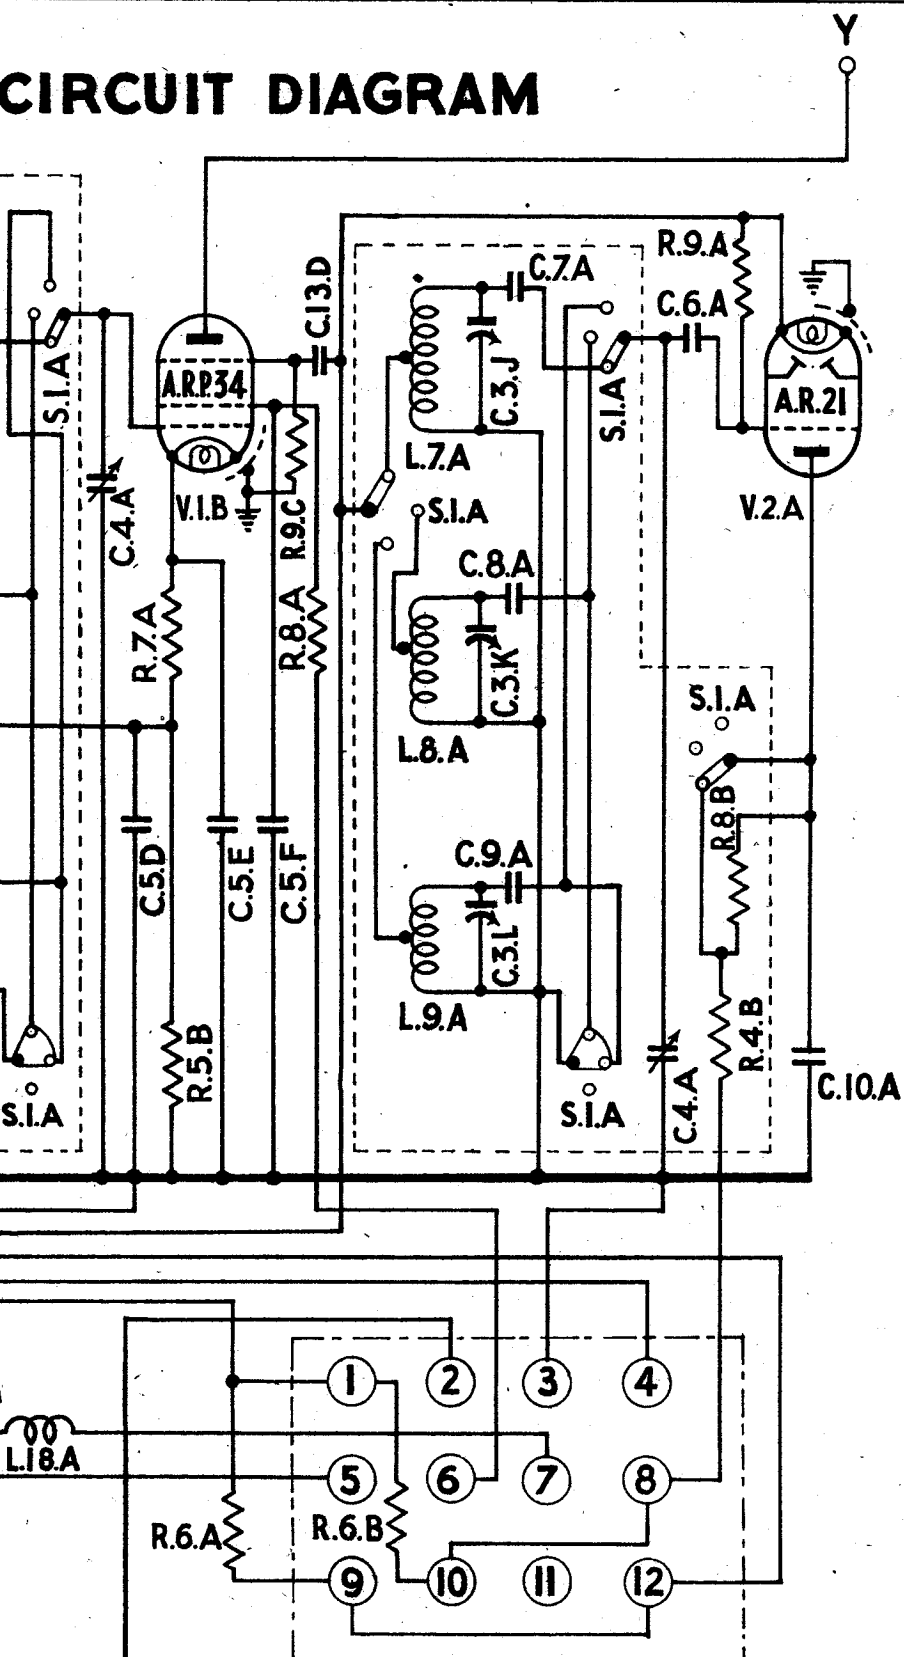 Y
CIRCUIT DIAGRAM
R.9.A
C.13.D
C.7.A
C.6.A
S.1.A
A.R.P.34
C.3.J
S.1.A
A.R.21
L.7.A
C.4.A
V.1.B
R.9.C
S.1.A
V.2.A
C.8.A
R.7.A
R.8.A
C.3.K
S.1.A
L.8.A
R.8.B
C.5.D
C.5.E
C.5.F
C.9.A
C.3.L
L.9.A
R.5.B
R.4.B
S.1.A
S.1.A
C.4.A
C.10.A
1
2
3
4
L.18.A
5
6
7
8
R.6.A
R.6.B
9
10
11
12